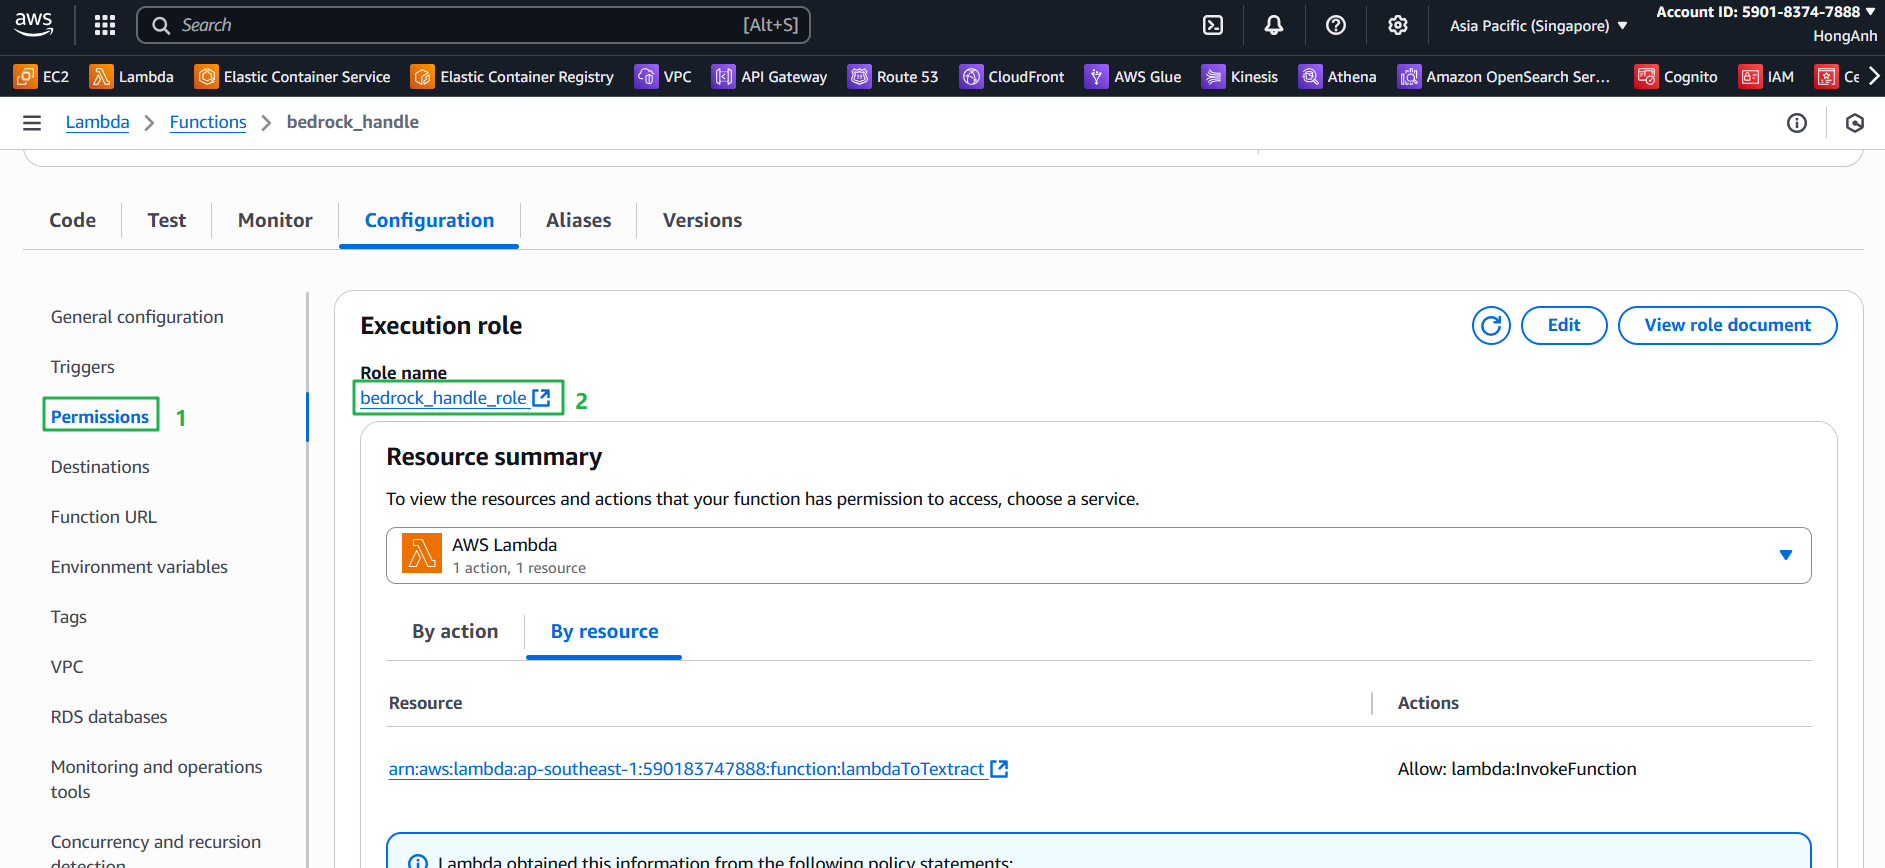 aws
Search
[Alt+S]
Asia Pacific (Singapore)
Account ID: 5901-8374-7888
HongAnh
EC2 Lambda Elastic Container Service Elastic Container Registry VPC API Gateway Route 53 CloudFront AWS Glue Kinesis Athena Amazon OpenSearch Ser... Cognito IAM Ce
Lambda Functions bedrock_handle
Code Test Monitor Configuration Aliases Versions
General configuration
Triggers
Permissions 1
Destinations
Function URL
Environment variables
Tags
VPC
RDS databases
Monitoring and operations
tools
Concurrency and recursion
detection
Execution role
Edit
View role document
Role name
bedrock_handle_role 2
Resource summary
To view the resources and actions that your function has permission to access, choose a service.
AWS Lambda
1 action, 1 resource
By action By resource
Resource Actions
arn:aws:lambda:ap-southeast-1:590183747888:function:lambdaToTextract Allow: lambda:InvokeFunction
Lambda obtained this information from the following policy statements: